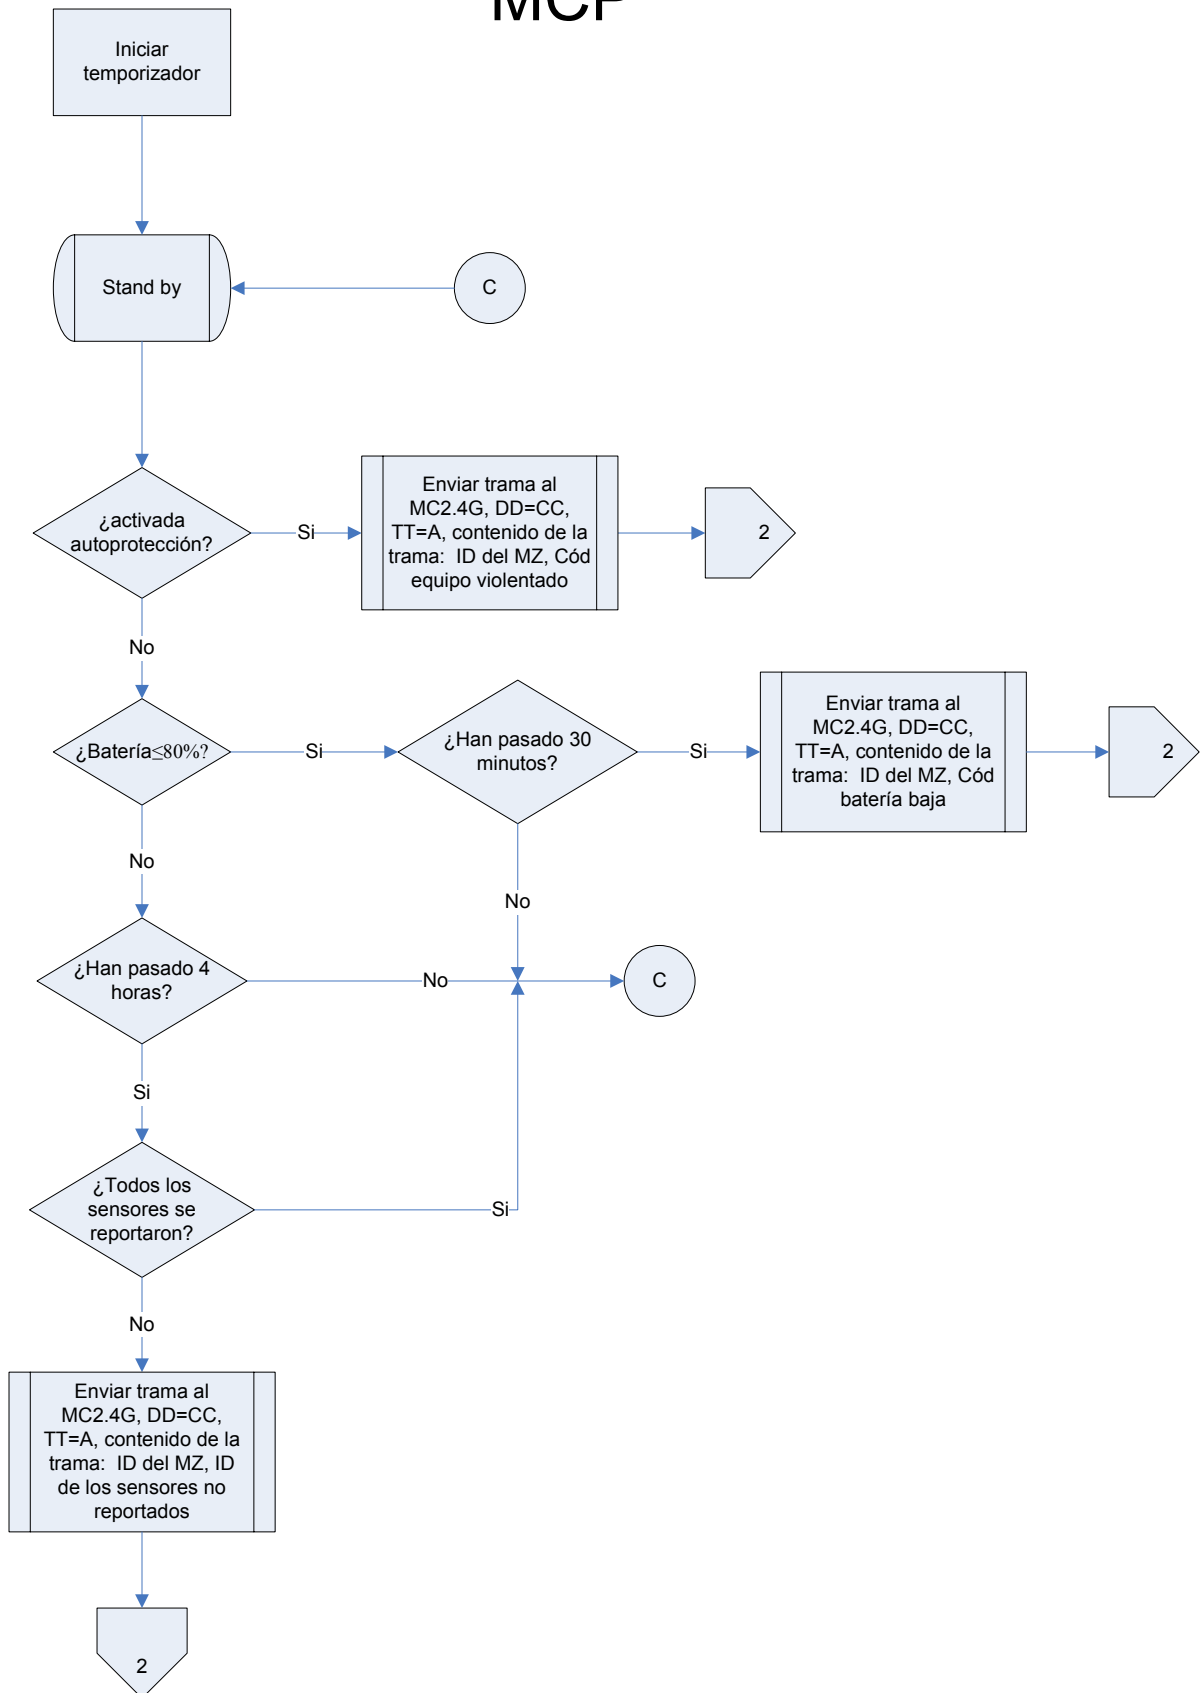 MCP
Iniciar
temporizador
Stand by
C
¿activada
autoprotección?
Si
Enviar trama al
MC2.4G, DD=CC,
TT=A, contenido de la
trama:  ID del MZ, Cód
equipo violentado
2
No
¿Batería≤80%?
Si
¿Han pasado 30
minutos?
Si
Enviar trama al
MC2.4G, DD=CC,
TT=A, contenido de la
trama:  ID del MZ, Cód
batería baja
2
No
No
¿Han pasado 4
horas?
No
C
Si
¿Todos los
sensores se
reportaron?
Si
No
Enviar trama al
MC2.4G, DD=CC,
TT=A, contenido de la
trama:  ID del MZ, ID
de los sensores no
reportados
2